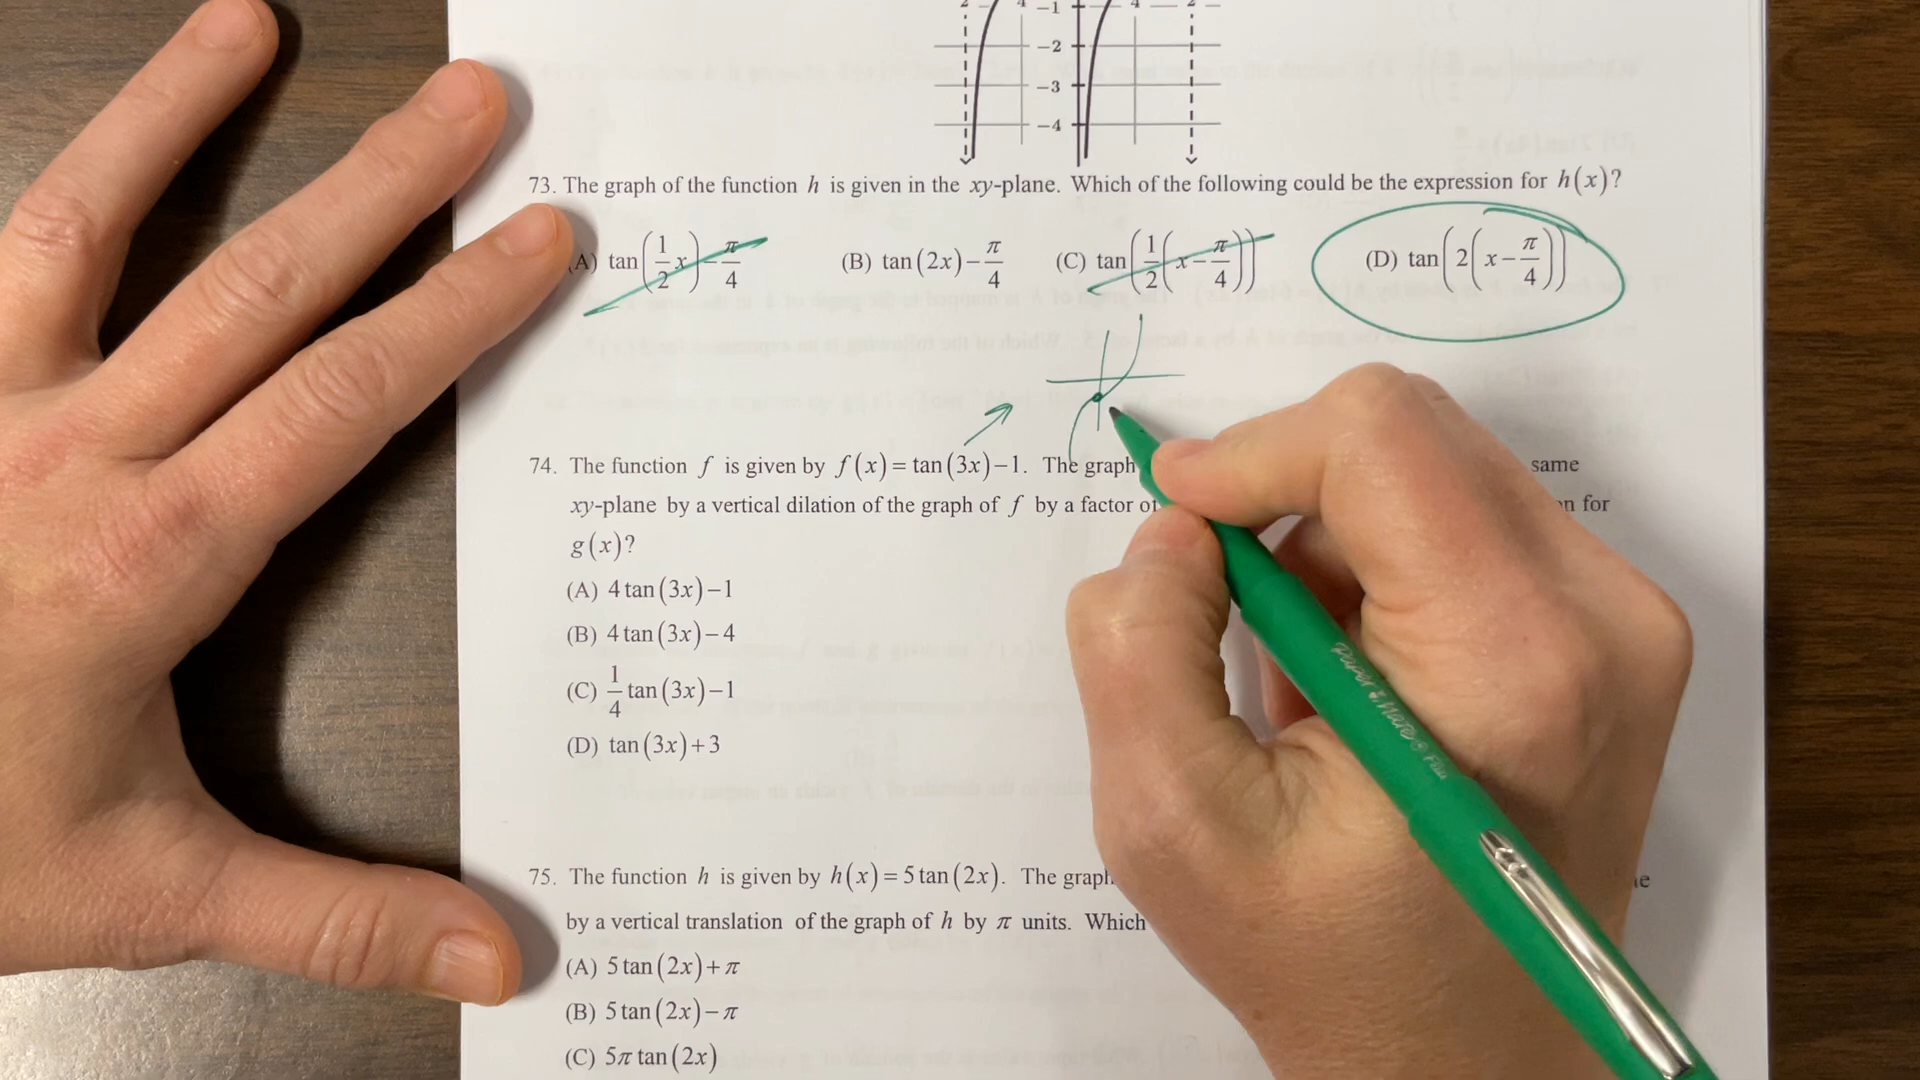 −1
−2
−3
−4
73. The graph of the function h is given in the xy-plane. Which of the following could be the expression for h(x)?
A) tan(1/2 x) − π/4 (B) tan(2x) − π/4 (C) tan(1/2(x − π/4)) (D) tan(2(x − π/4))
74. The function f is given by f(x) = tan(3x) − 1. The graph same
xy-plane by a vertical dilation of the graph of f by a factor for
g(x)?
(A) 4 tan(3x) − 1
(B) 4 tan(3x) − 4
(C) 1/4 tan(3x) − 1
(D) tan(3x) + 3
75. The function h is given by h(x) = 5 tan(2x). The graph
by a vertical translation of the graph of h by π units. Which
(A) 5 tan(2x) + π
(B) 5 tan(2x) − π
(C) 5π tan(2x)
Paper Mate Flair